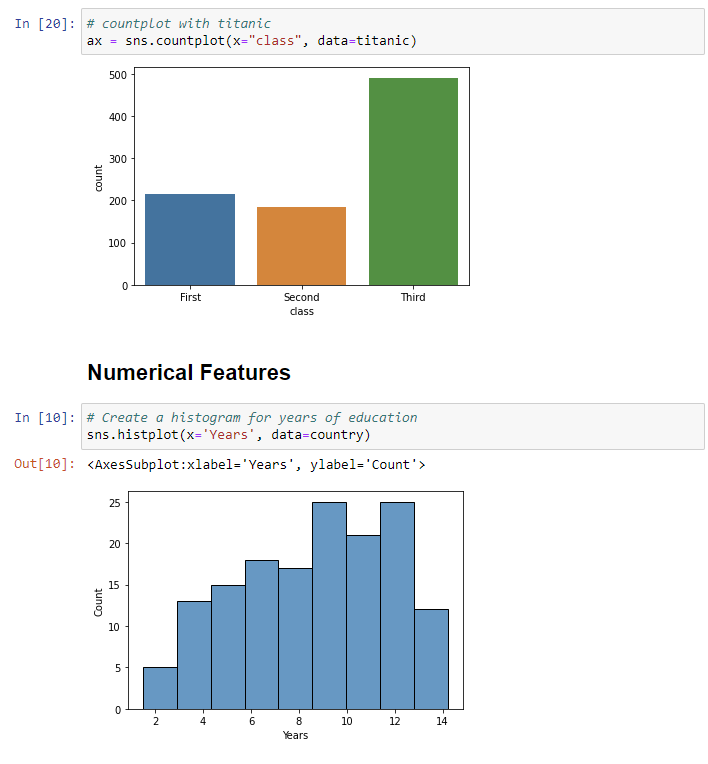 In [20]: # countplot with titanic
ax = sns.countplot(x="class", data=titanic)
500
400
300
200
100
0
count
First Second Third
class
Numerical Features
In [10]: # Create a histogram for years of education
sns.histplot(x='Years', data=country)
Out[10]: <AxesSubplot:xlabel='Years', ylabel='Count'>
25
20
15
10
5
0
Count
2 4 6 8 10 12 14
Years